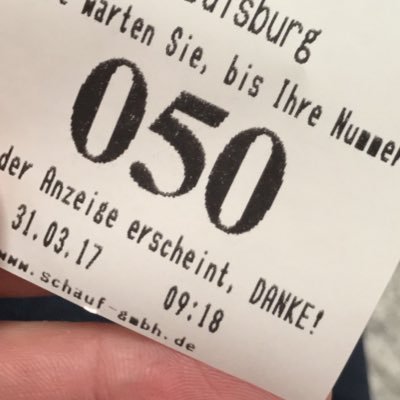 uisburg
warten Sie, bis Ihre Nummer
050
der Anzeige erscheint, DANKE!
31.03.17 09:18
www.schauf-gmbh.de